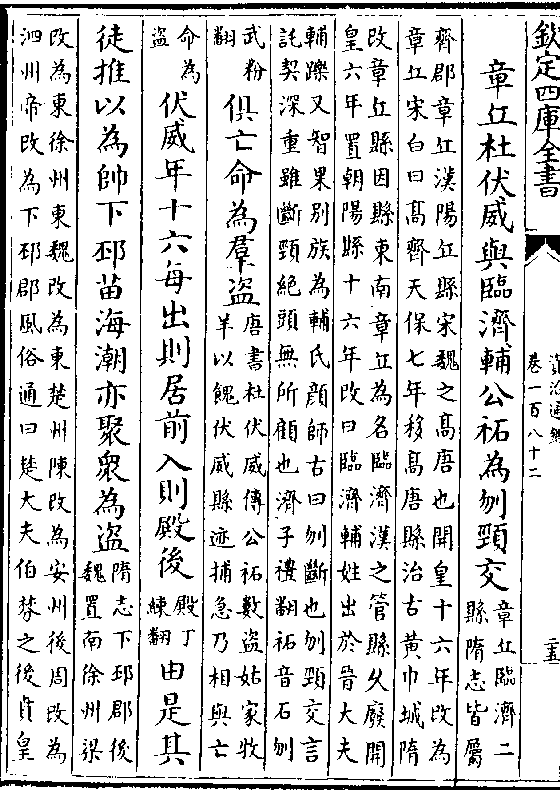 欽定四庫全書
資治通鑑
卷一百八十二
二十五
章丘杜伏威與臨濟輔公祏為刎頸交
章丘臨濟二
縣隋志皆屬
齊郡章丘漢陽丘縣宋魏之高唐也開皇十六年改為
章丘宋白曰高齊天保七年移高唐縣治古黄巾城隋
改章丘縣因縣東南章丘為名臨濟漢之管縣久廢開
皇六年置朝陽縣十六年改曰臨濟輔姓出於晉大夫
輔躒又智果别族為輔氏顔師古曰刎斷也刎頸交言
託契深重雖斷頸絶頭無所顧也濟子禮翻祏音石刎
武粉
翻
俱亡命為羣盗
唐書杜伏威傳公祏數盗姑家牧
羊以餽伏威縣迹捕急乃相與亡
命為
盗
伏威年十六每出則居前入則殿後
殿丁
練翻
由是其
徒推以為帥下邳苗海潮亦聚衆為盗
隋志下邳郡後
魏置南徐州梁
改為東徐州東魏改為東楚州陳改為安州後周改為
泗州帝改為下邳郡風俗通曰楚大夫伯棼之後賁皇